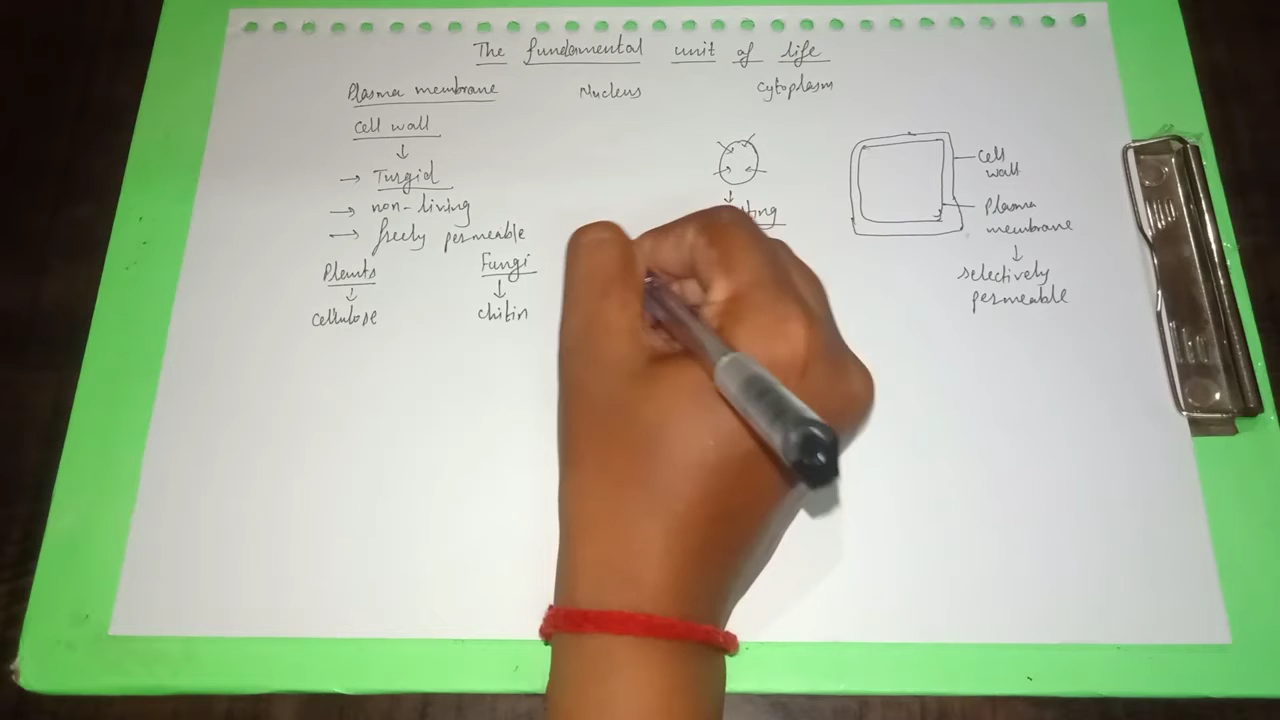 The fundamental unit of life
Plasma membrane Nucleus Cytoplasm
Cell wall
→ Turgid
→ non-living
→ freely permeable
Plants Fungi
cellulose chitin
Cell
wall
Plasma
membrane
selectively
permeable